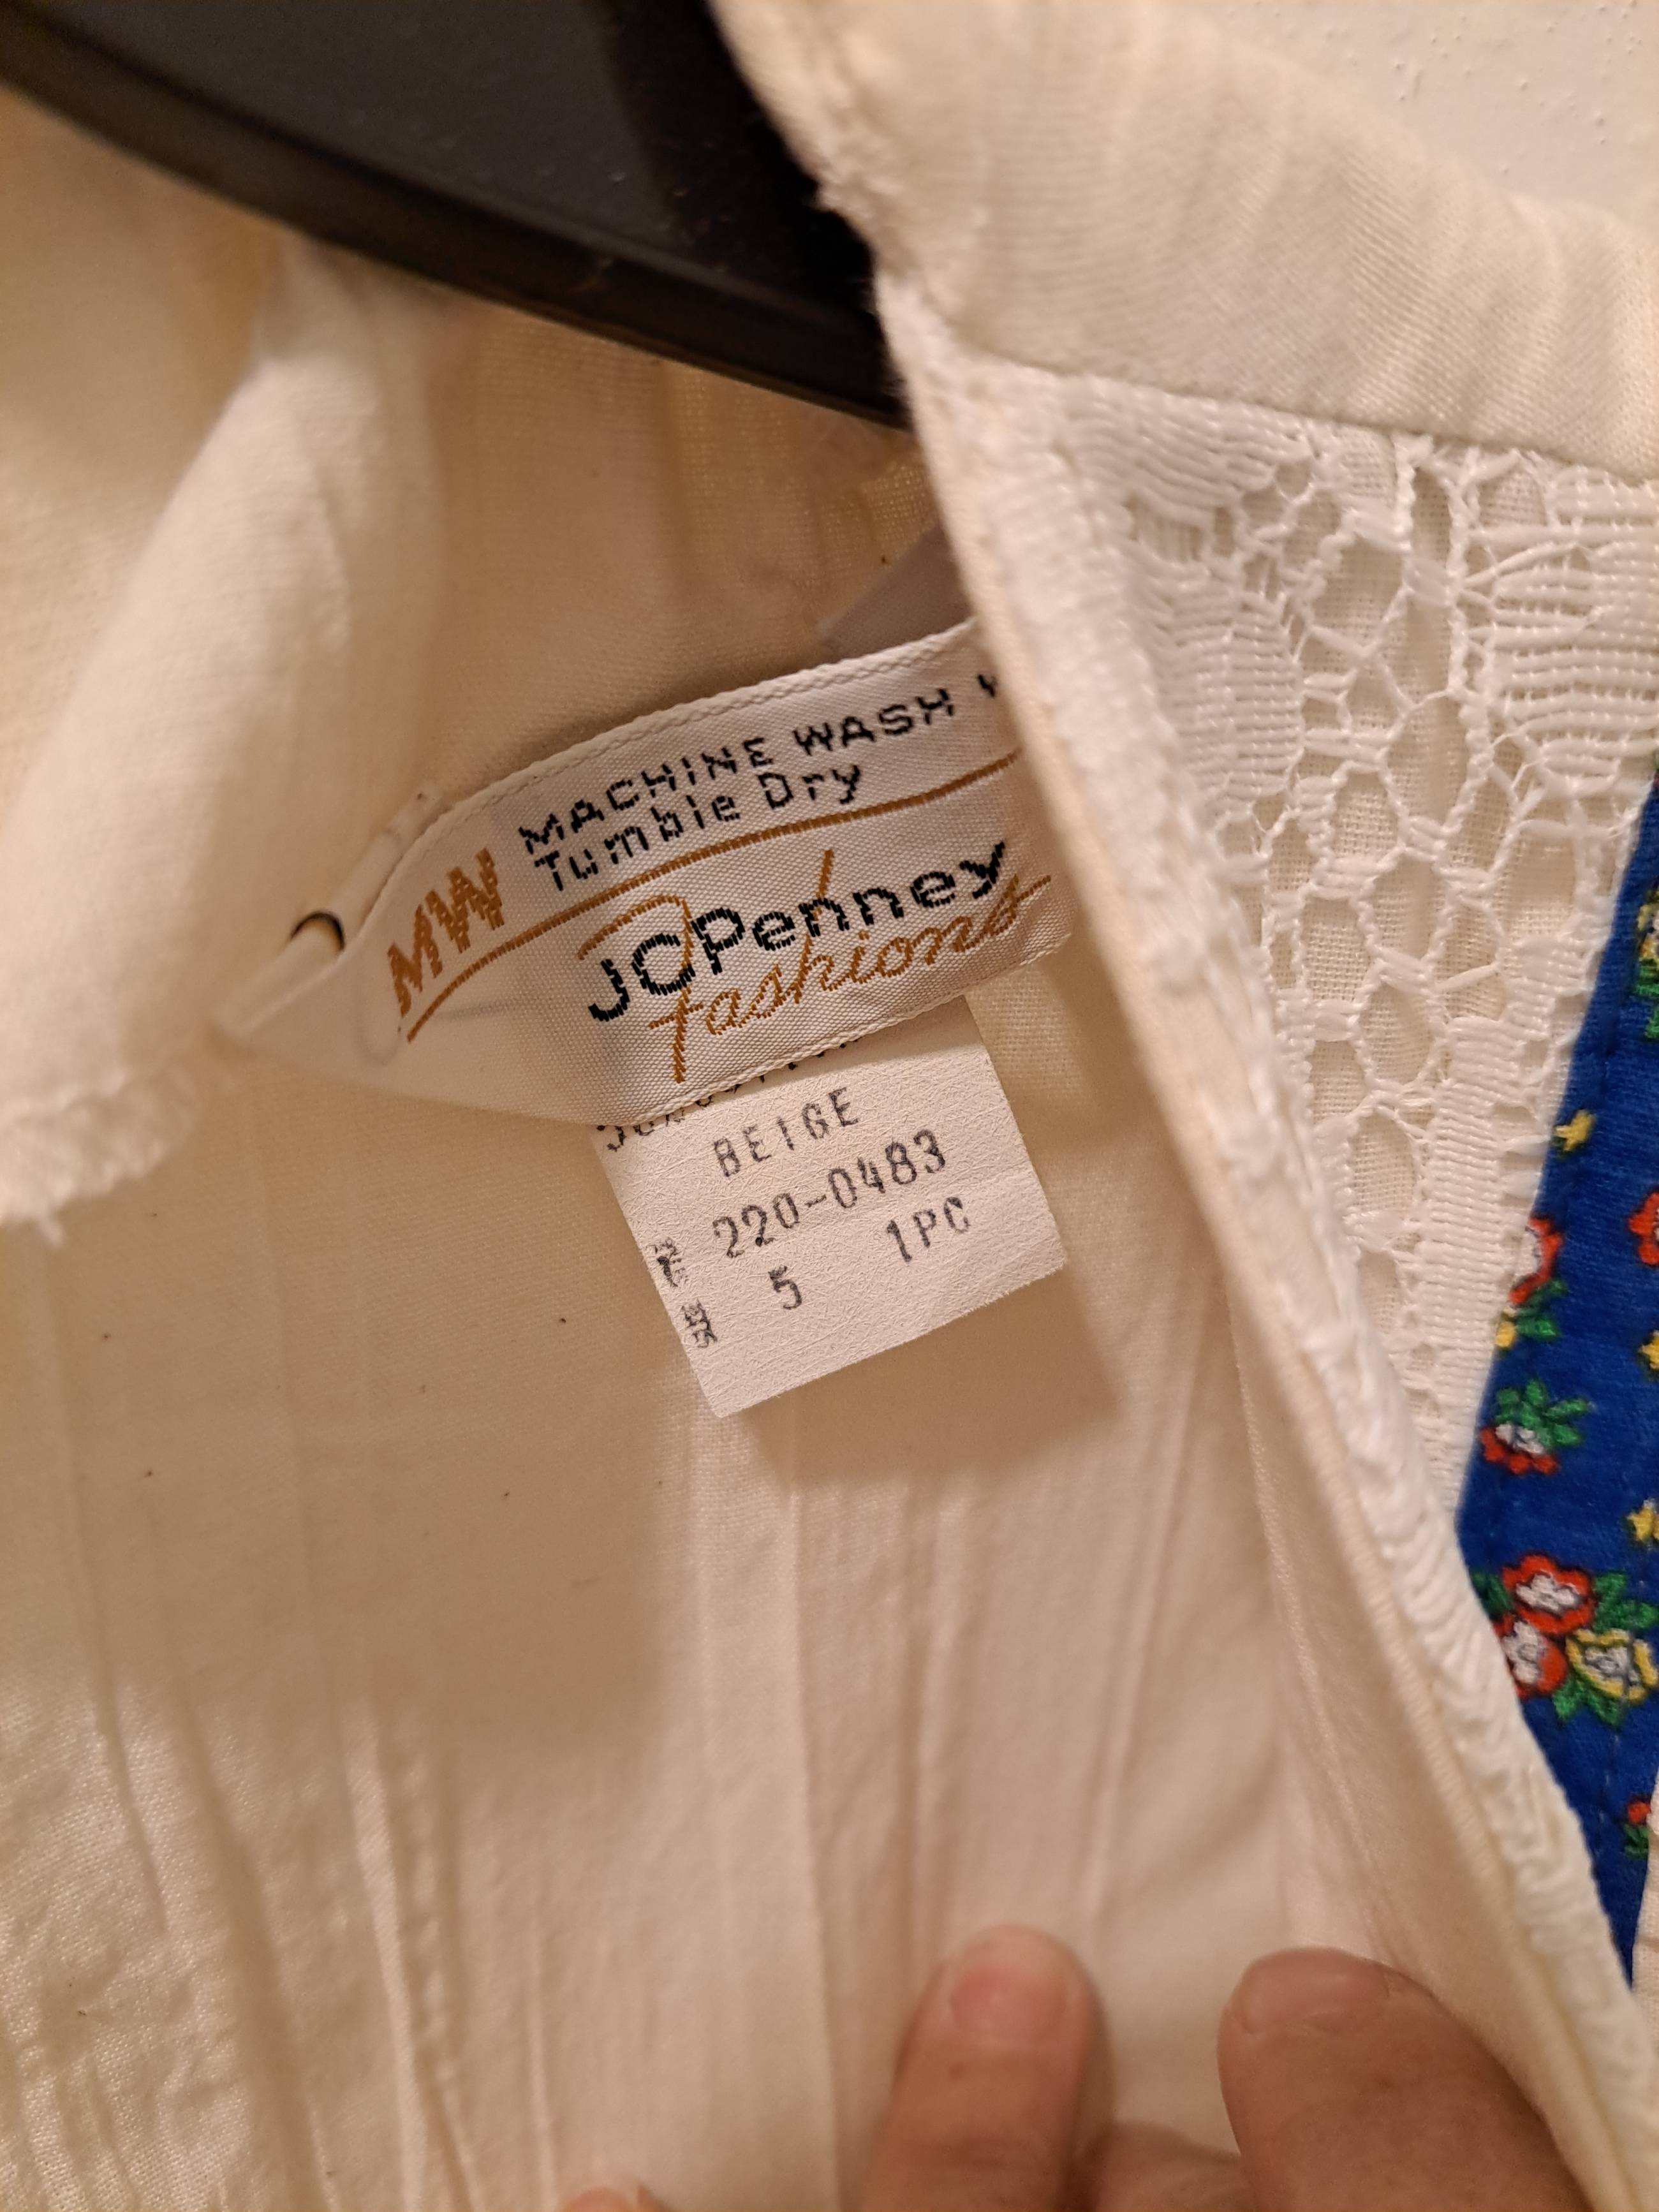 MW MACHINE WASH
Tumble Dry
JCPenney
fashions
BEIGE
220-0483
5 1PC